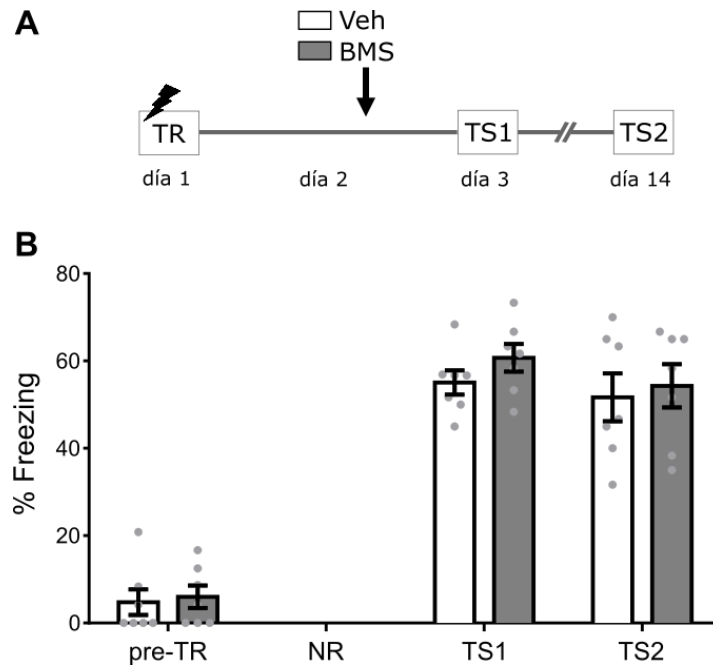 A
Veh
BMS
TR
TS1
TS2
día 1
día 2
día 3
día 14
B
% Freezing
80
60
40
20
0
pre-TR
NR
TS1
TS2